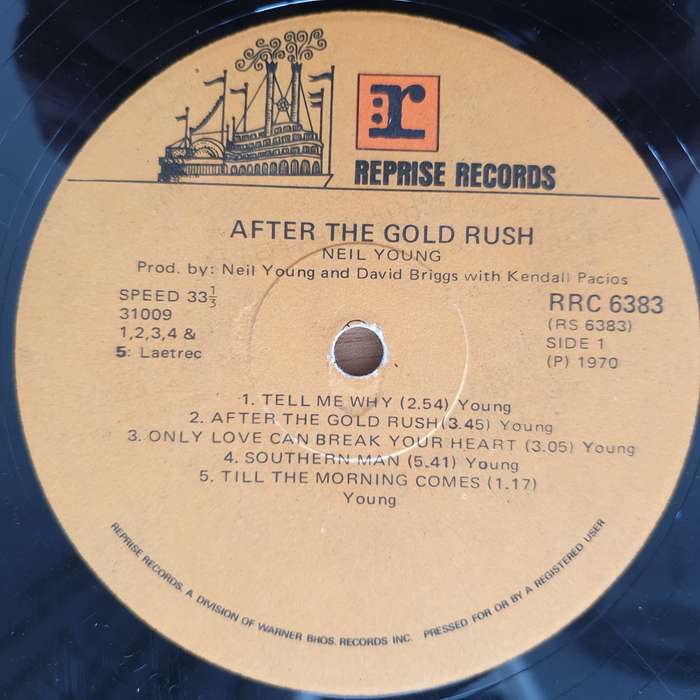 r
REPRISE RECORDS
AFTER THE GOLD RUSH
NEIL YOUNG
Prod. by: Neil Young and David Briggs with Kendall Pacios
SPEED 33⅓
31009
1,2,3,4 &
5: Laetrec
RRC 6383
(RS 6383)
SIDE 1
(P) 1970
1. TELL ME WHY (2.54) Young
2. AFTER THE GOLD RUSH (3.45) Young
3. ONLY LOVE CAN BREAK YOUR HEART (3.05) Young
4. SOUTHERN MAN (5.41) Young
5. TILL THE MORNING COMES (1.17)
Young
REPRISE RECORDS, A DIVISION OF WARNER BROS. RECORDS INC. PRESSED FOR OR BY A REGISTERED USER